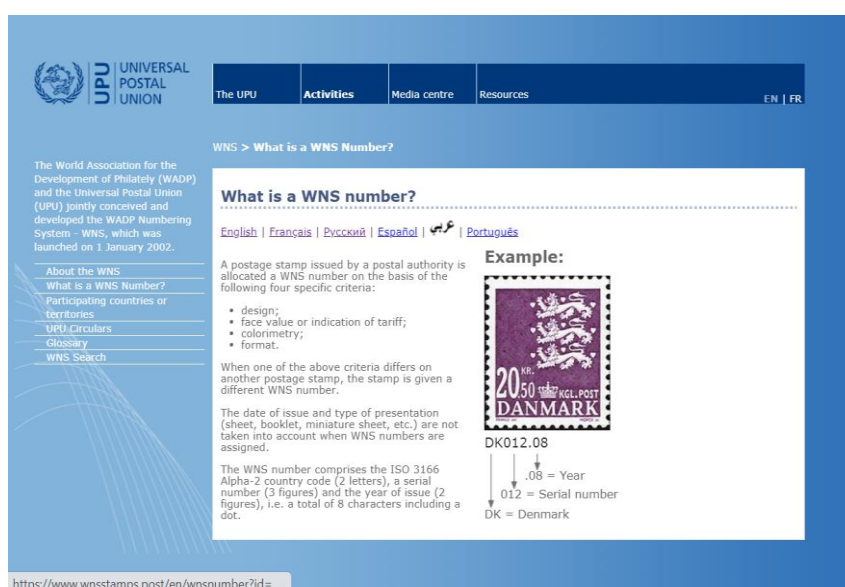 UNIVERSAL
POSTAL
UNION
UPU
The UPU
Activities
Media centre
Resources
EN | FR
WNS > What is a WNS Number?
The World Association for the
Development of Philately (WADP)
and the Universal Postal Union
(UPU) jointly conceived and
developed the WADP Numbering
System - WNS, which was
launched on 1 January 2002.
About the WNS
What is a WNS Number?
Participating countries or
territories
UPU Circulars
Glossary
WNS Search
What is a WNS number?
English | Français | Русский | Español | عربي | Português
A postage stamp issued by a postal authority is
allocated a WNS number on the basis of the
following four specific criteria:
• design;
• face value or indication of tariff;
• colorimetry;
• format.
When one of the above criteria differs on
another postage stamp, the stamp is given a
different WNS number.
The date of issue and type of presentation
(sheet, booklet, miniature sheet, etc.) are not
taken into account when WNS numbers are
assigned.
The WNS number comprises the ISO 3166
Alpha-2 country code (2 letters), a serial
number (3 figures) and the year of issue (2
figures), i.e. a total of 8 characters including a
dot.
Example:
KR.
20.50 KGL.POST
DANMARK
DK012.08
.08 = Year
012 = Serial number
DK = Denmark
https://www.wnsstamps.post/en/wnsnumber?id=